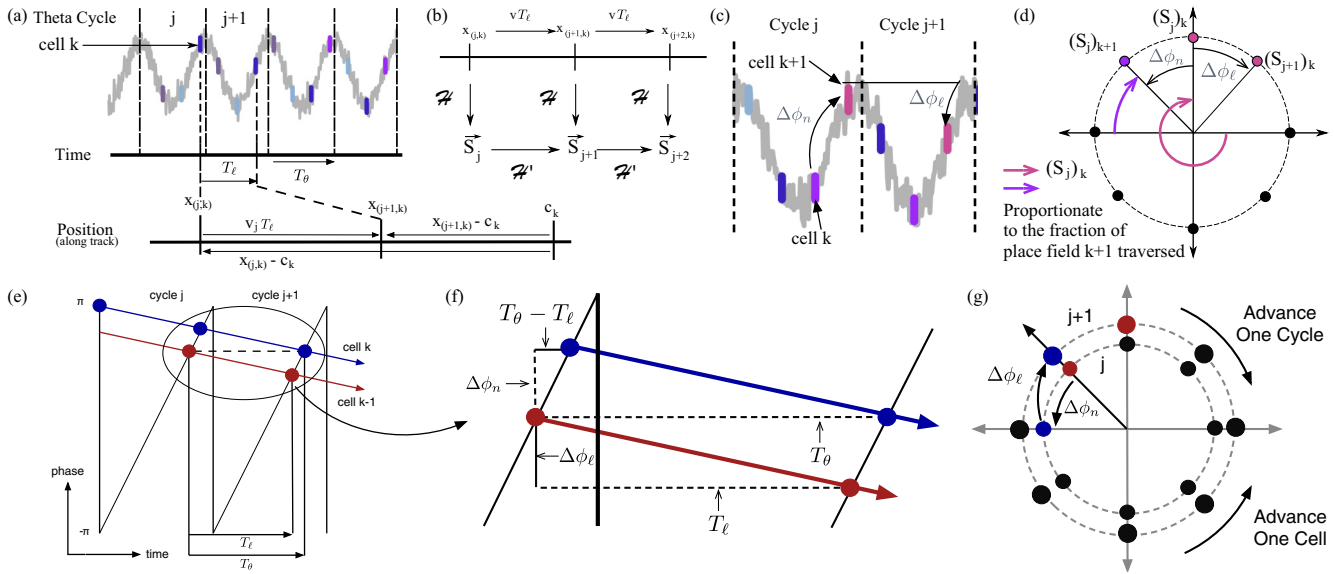 (a)
Theta Cycle
j
j+1
cell k
Time
T_ℓ
T_θ
x_(j,k)
x_(j+1,k)
c_k
Position
(along track)
v_j T_ℓ
x_(j+1,k) - c_k
x_(j,k) - c_k
(b)
vT_ℓ
vT_ℓ
x_(j,k)
x_(j+1,k)
x_(j+2,k)
ℋ
ℋ
ℋ
S⃗_j
S⃗_j+1
S⃗_j+2
ℋ'
ℋ'
(c)
Cycle j
Cycle j+1
cell k+1
Δϕ_n
Δϕ_ℓ
cell k
(d)
(S_j)_k
(S_j)_k+1
(S_j+1)_k
Δϕ_n
Δϕ_ℓ
(S_j)_k
Proportionate
to the fraction of
place field k+1 traversed
(e)
π
cycle j
cycle j+1
cell k
cell k-1
phase
-π
time
T_ℓ
T_θ
(f)
T_θ − T_ℓ
Δϕ_n
T_θ
Δϕ_ℓ
T_ℓ
(g)
j+1
j
Δϕ_ℓ
Δϕ_n
Advance
One Cycle
Advance
One Cell